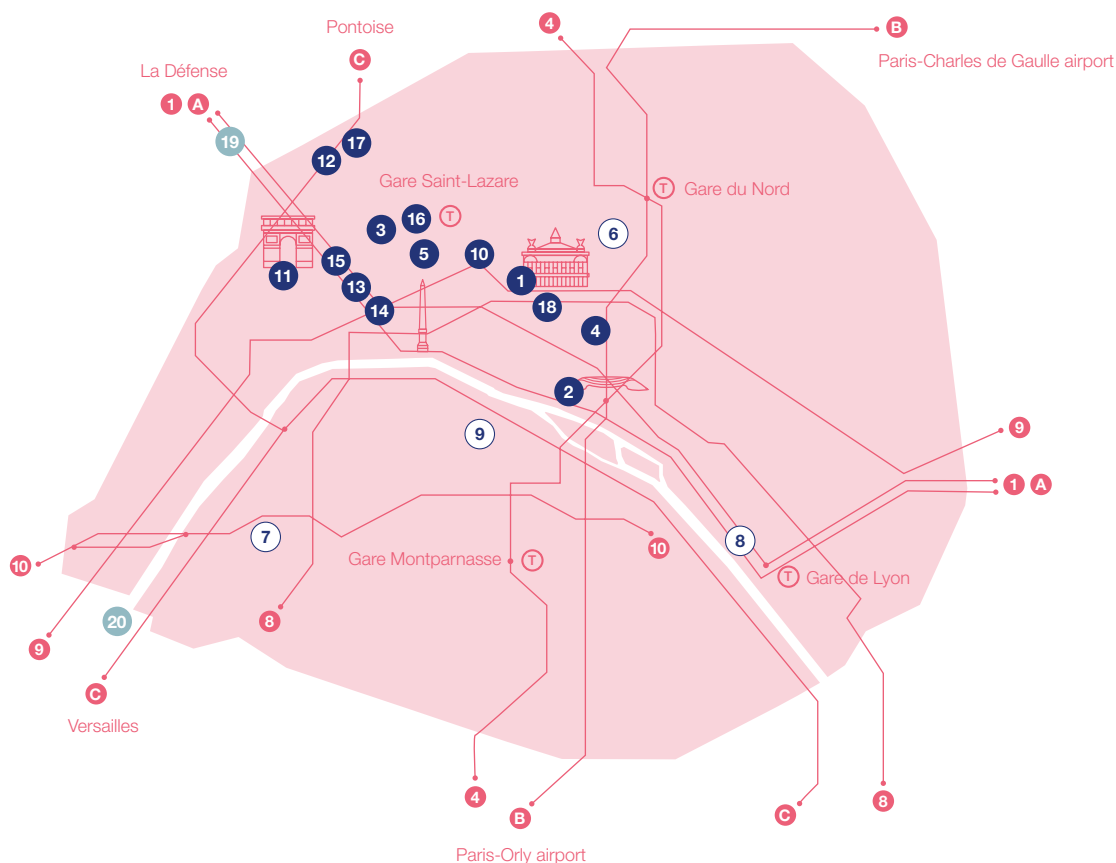 4
B
Pontoise
Paris-Charles de Gaulle airport
C
La Défense
1 A
19
17
12
Gare Saint-Lazare
T Gare du Nord
16
T
3
6
5
10
15
11
1
13
14
18
4
2
9
9
1 A
7
8
10
Gare Montparnasse T
10
T Gare de Lyon
20
8
9
C
Versailles
4
8
B
C
Paris-Orly airport